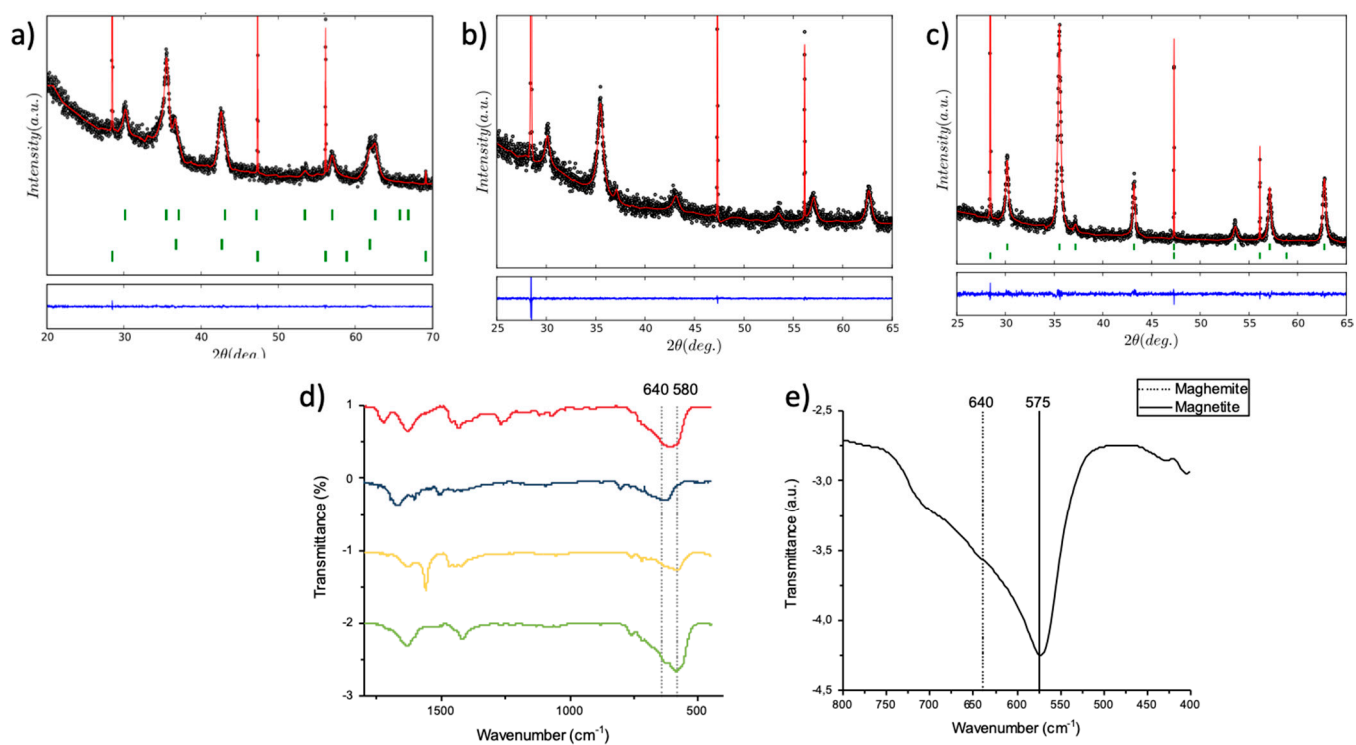 a)
Intensity(a.u.)
20 30 40 50 60 70
2θ(deg.)
b)
Intensity(a.u.)
25 30 35 40 45 50 55 60 65
2θ(deg.)
c)
Intensity(a.u.)
25 30 35 40 45 50 55 60 65
2θ(deg.)
d)
640 580
1
0
-1
-2
-3
Transmittance (%)
1500 1000 500
Wavenumber (cm⁻¹)
e)
Maghemite
Magnetite
640 575
-2,5
-3,0
-3,5
-4,0
-4,5
Transmittance (a.u.)
800 750 700 650 600 550 500 450 400
Wavenumber (cm⁻¹)